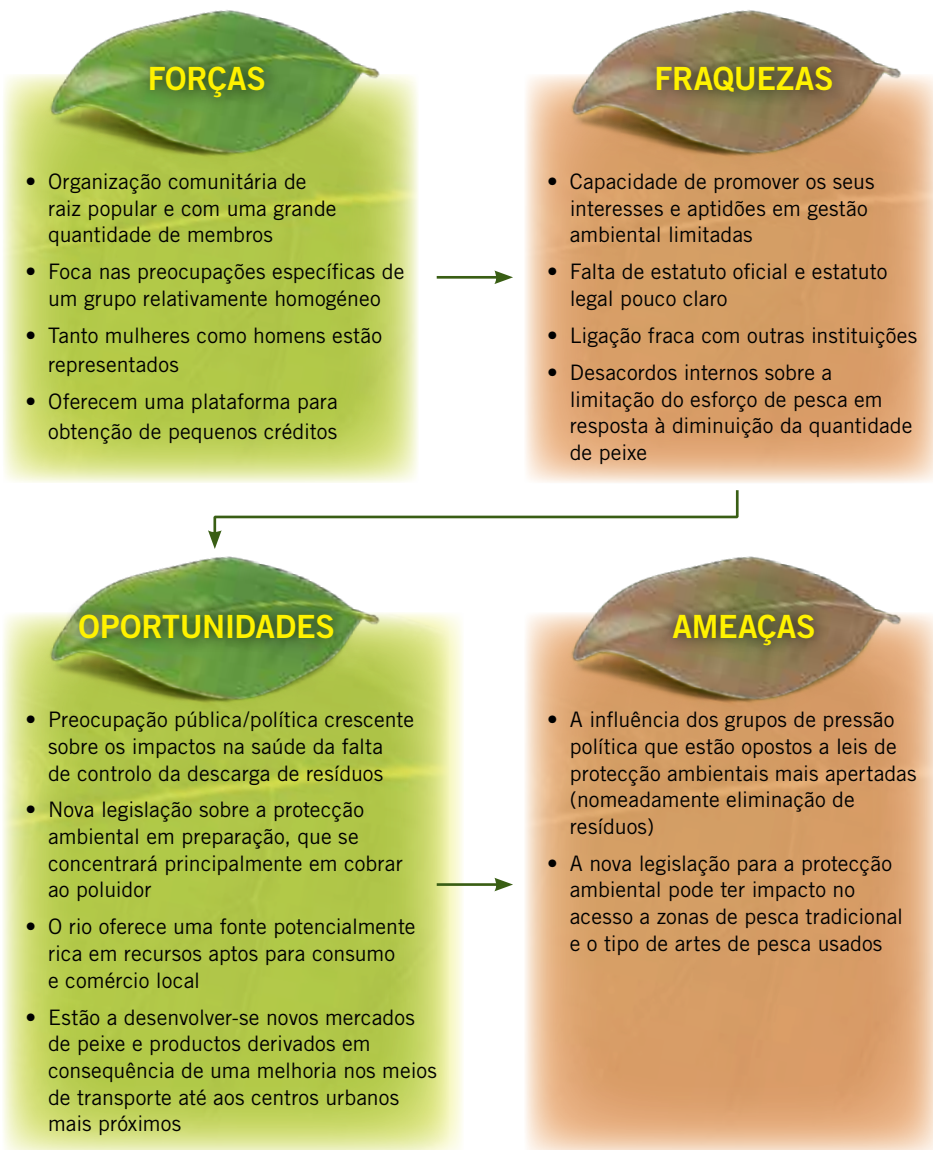 FORÇAS
• Organização comunitária de
raiz popular e com uma grande
quantidade de membros
• Foca nas preocupações específicas de
um grupo relativamente homogéneo
• Tanto mulheres como homens estão
representados
• Oferecem uma plataforma para
obtenção de pequenos créditos
FRAQUEZAS
• Capacidade de promover os seus
interesses e aptidões em gestão
ambiental limitadas
• Falta de estatuto oficial e estatuto
legal pouco claro
• Ligação fraca com outras instituições
• Desacordos internos sobre a
limitação do esforço de pesca em
resposta à diminuição da quantidade
de peixe
OPORTUNIDADES
• Preocupação pública/política crescente
sobre os impactos na saúde da falta
de controlo da descarga de resíduos
• Nova legislação sobre a protecção
ambiental em preparação, que se
concentrará principalmente em cobrar
ao poluidor
• O rio oferece uma fonte potencialmente
rica em recursos aptos para consumo
e comércio local
• Estão a desenvolver-se novos mercados
de peixe e productos derivados em
consequência de uma melhoria nos meios
de transporte até aos centros urbanos
mais próximos
AMEAÇAS
• A influência dos grupos de pressão
política que estão opostos a leis de
protecção ambientais mais apertadas
(nomeadamente eliminação de
resíduos)
• A nova legislação para a protecção
ambiental pode ter impacto no
acesso a zonas de pesca tradicional
e o tipo de artes de pesca usados